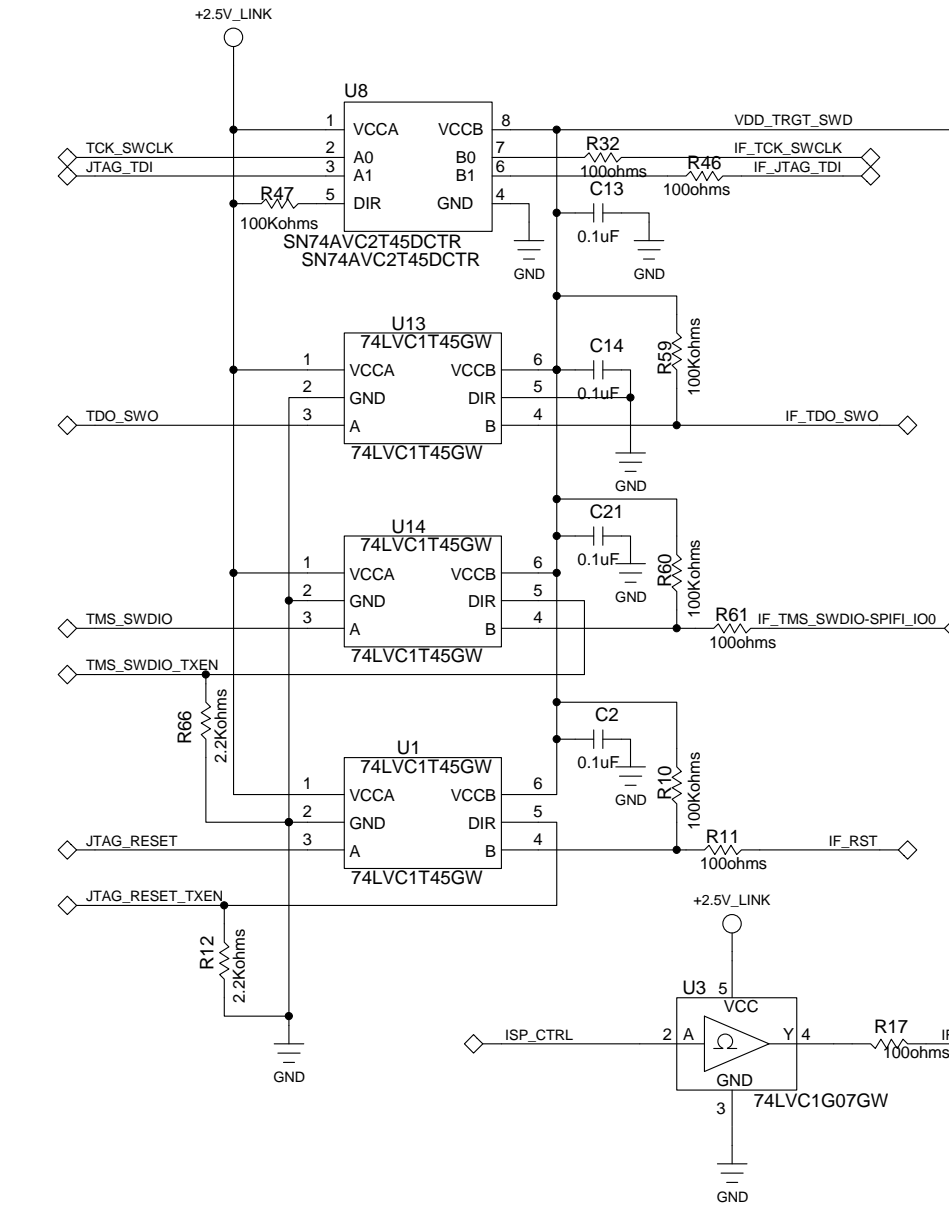 +2.5V_LINK
U8
1 VCCA VCCB 8 VDD_TRGT_SWD
TCK_SWCLK 2 A0 B0 7 R32 100ohms IF_TCK_SWCLK
JTAG_TDI 3 A1 B1 6 R46 100ohms IF_JTAG_TDI
R47 100Kohms 5 DIR GND 4
C13
0.1uF
SN74AVC2T45DCTR
SN74AVC2T45DCTR
GND GND
U13
74LVC1T45GW
C14
0.1uF
R59
100Kohms
1 VCCA VCCB 6
2 GND DIR 5
TDO_SWO 3 A B 4 IF_TDO_SWO
74LVC1T45GW
GND
U14
74LVC1T45GW
C21
0.1uF
GND
R60
100Kohms
1 VCCA VCCB 6
2 GND DIR 5
TMS_SWDIO 3 A B 4 R61 100ohms IF_TMS_SWDIO-SPIFI_IO0
74LVC1T45GW
TMS_SWDIO_TXEN
R66
2.2Kohms
U1
74LVC1T45GW
C2
0.1uF
GND
R10
100Kohms
1 VCCA VCCB 6
2 GND DIR 5
JTAG_RESET 3 A B 4 R11 100ohms IF_RST
74LVC1T45GW
JTAG_RESET_TXEN
R12
2.2Kohms
GND
+2.5V_LINK
U3 5
VCC
ISP_CTRL 2 A Ω Y 4 R17 100ohms
GND
3
74LVC1G07GW
GND